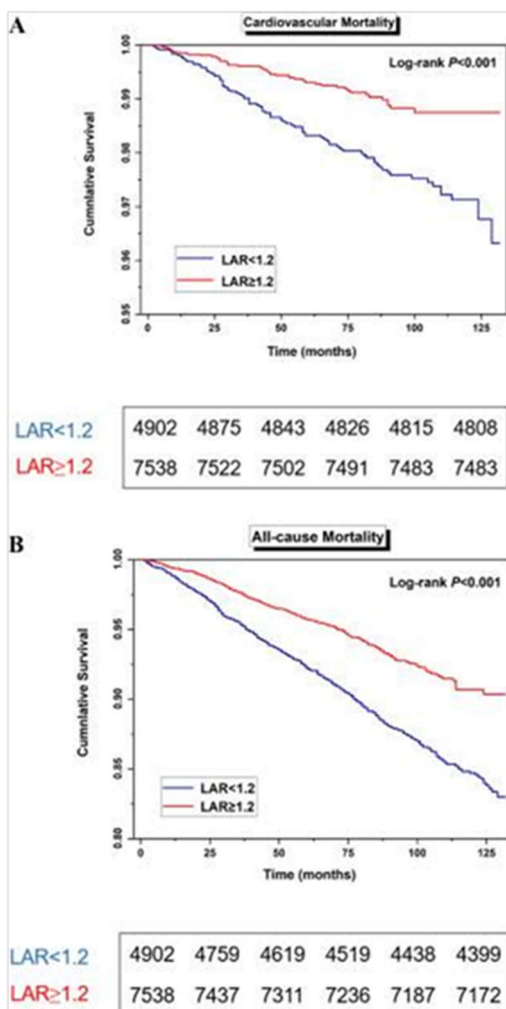 A
Cardiovascular Mortality
Log-rank P<0.001
1.00
0.99
0.98
0.97
0.96
0.95
Cumnlative Survival
LAR<1.2
LAR≥1.2
0 25 50 75 100 125
Time (months)
LAR<1.2 4902 4875 4843 4826 4815 4808
LAR≥1.2 7538 7522 7502 7491 7483 7483
B
All-cause Mortality
Log-rank P<0.001
1.00
0.95
0.90
0.85
0.80
Cumnlative Survival
LAR<1.2
LAR≥1.2
0 25 50 75 100 125
Time (months)
LAR<1.2 4902 4759 4619 4519 4438 4399
LAR≥1.2 7538 7437 7311 7236 7187 7172